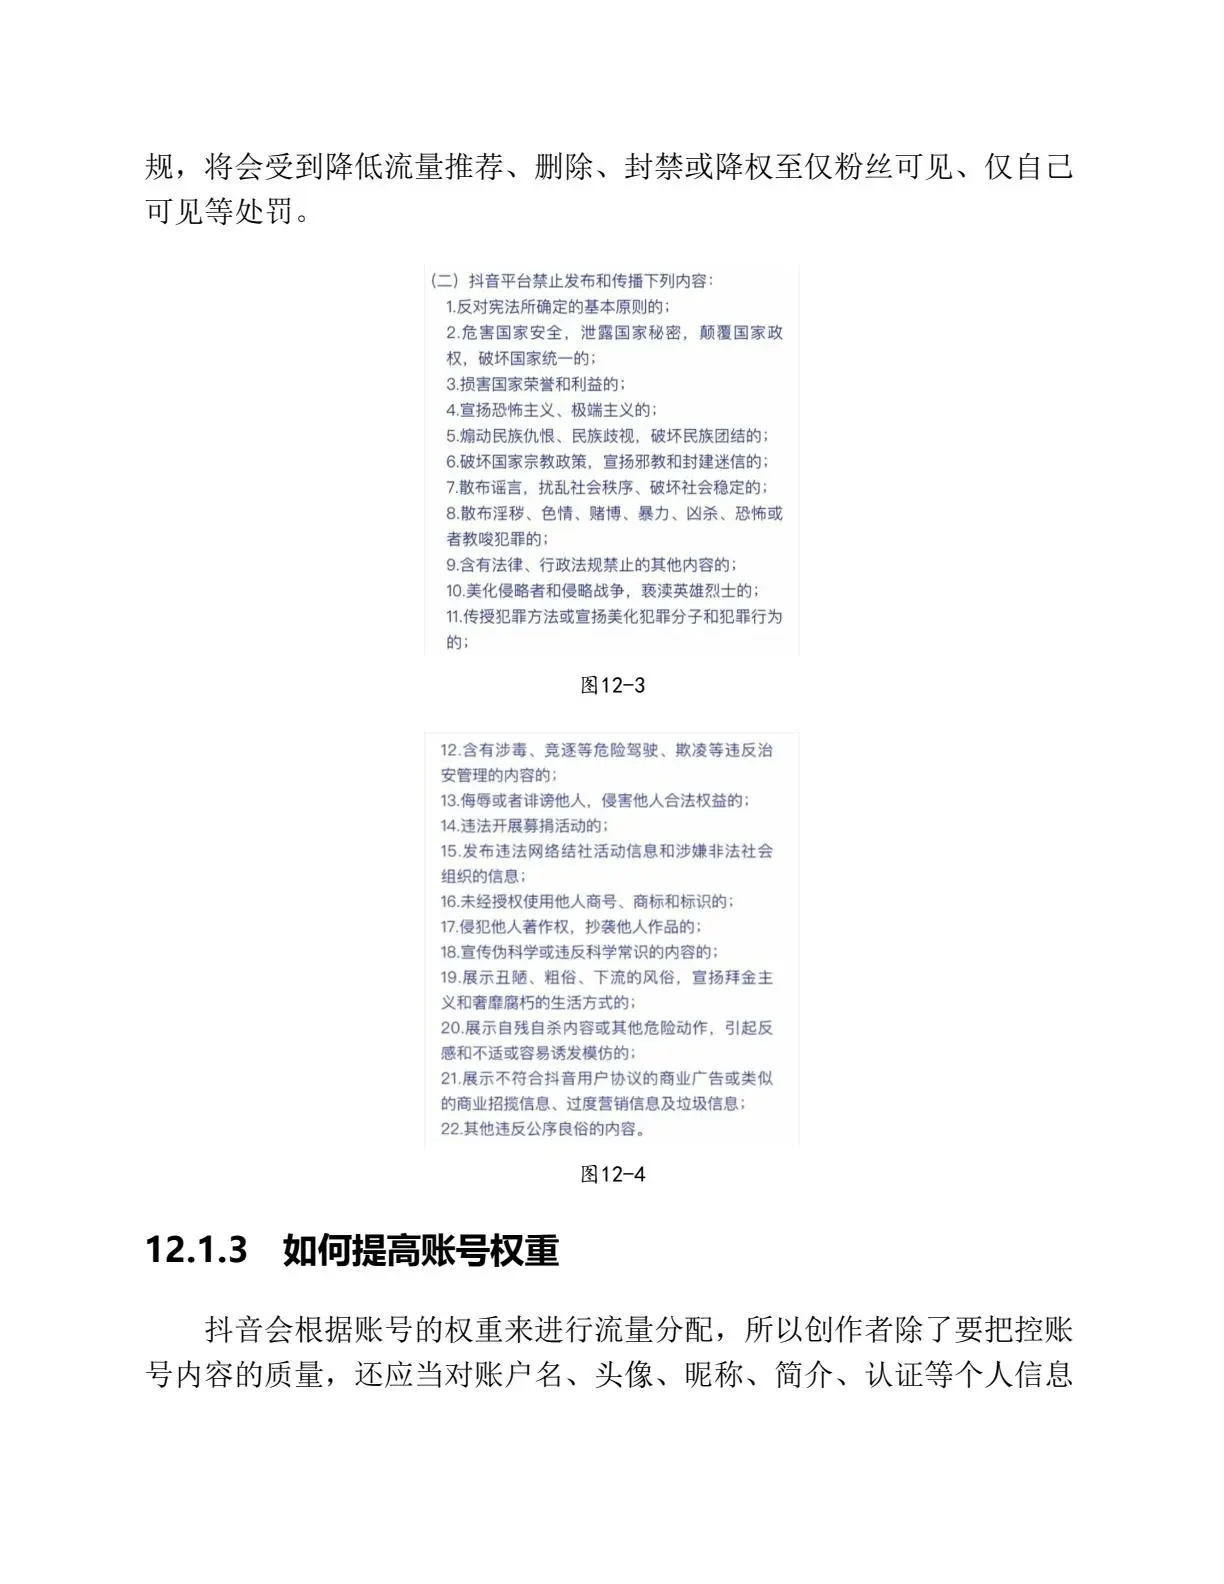 规，将会受到降低流量推荐、删除、封禁或降权至仅粉丝可见、仅自己
可见等处罚。
（二）抖音平台禁止发布和传播下列内容：
1.反对宪法所确定的基本原则的；
2.危害国家安全，泄露国家秘密，颠覆国家政
权，破坏国家统一的；
3.损害国家荣誉和利益的；
4.宣扬恐怖主义、极端主义的；
5.煽动民族仇恨、民族歧视，破坏民族团结的；
6.破坏国家宗教政策，宣扬邪教和封建迷信的；
7.散布谣言，扰乱社会秩序、破坏社会稳定的；
8.散布淫秽、色情、赌博、暴力、凶杀、恐怖或
者教唆犯罪的；
9.含有法律、行政法规禁止的其他内容的；
10.美化侵略者和侵略战争，亵渎英雄烈士的；
11.传授犯罪方法或宣扬美化犯罪分子和犯罪行为
的；
图12-3
12.含有涉毒、竞逐等危险驾驶、欺凌等违反治
安管理的内容的；
13.侮辱或者诽谤他人，侵害他人合法权益的；
14.违法开展募捐活动的；
15.发布违法网络结社活动信息和涉嫌非法社会
组织的信息；
16.未经授权使用他人商号、商标和标识的；
17.侵犯他人著作权，抄袭他人作品的；
18.宣传伪科学或违反科学常识的内容的；
19.展示丑陋、粗俗、下流的风俗，宣扬拜金主
义和奢靡腐朽的生活方式的；
20.展示自残自杀内容或其他危险动作，引起反
感和不适或容易诱发模仿的；
21.展示不符合抖音用户协议的商业广告或类似
的商业招揽信息、过度营销信息及垃圾信息；
22.其他违反公序良俗的内容。
图12-4
12.1.3 如何提高账号权重
抖音会根据账号的权重来进行流量分配，所以创作者除了要把控账
号内容的质量，还应当对账户名、头像、昵称、简介、认证等个人信息